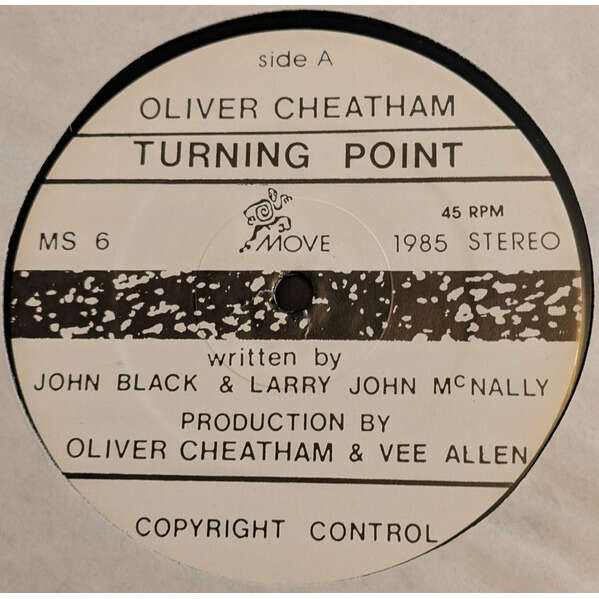 side A
OLIVER CHEATHAM
TURNING POINT
45 RPM
MS 6 MOVE 1985 STEREO
written by
JOHN BLACK & LARRY JOHN McNALLY
PRODUCTION BY
OLIVER CHEATHAM & VEE ALLEN
COPYRIGHT CONTROL